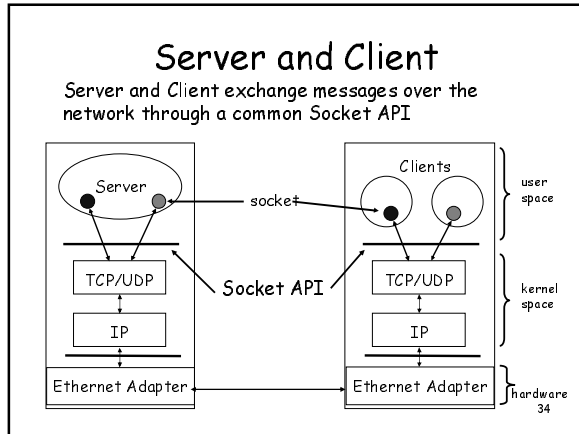 Server and Client
Server and Client exchange messages over the
network through a common Socket API
Server
socket
Clients
user
space
TCP/UDP
Socket API
TCP/UDP
kernel
space
IP
IP
Ethernet Adapter
Ethernet Adapter
hardware
34